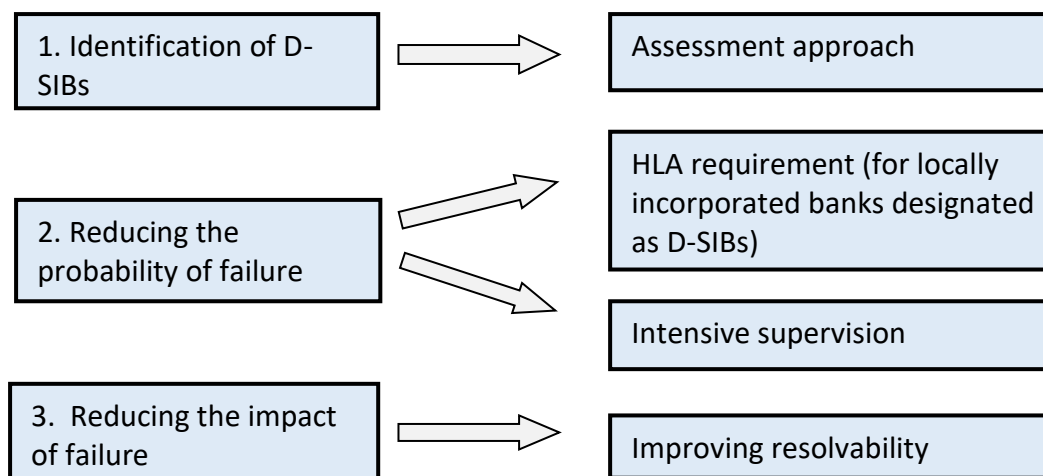 1. Identification of D-
SIBs
Assessment approach
2. Reducing the
probability of failure
HLA requirement (for locally
incorporated banks designated
as D-SIBs)
Intensive supervision
3. Reducing the impact
of failure
Improving resolvability